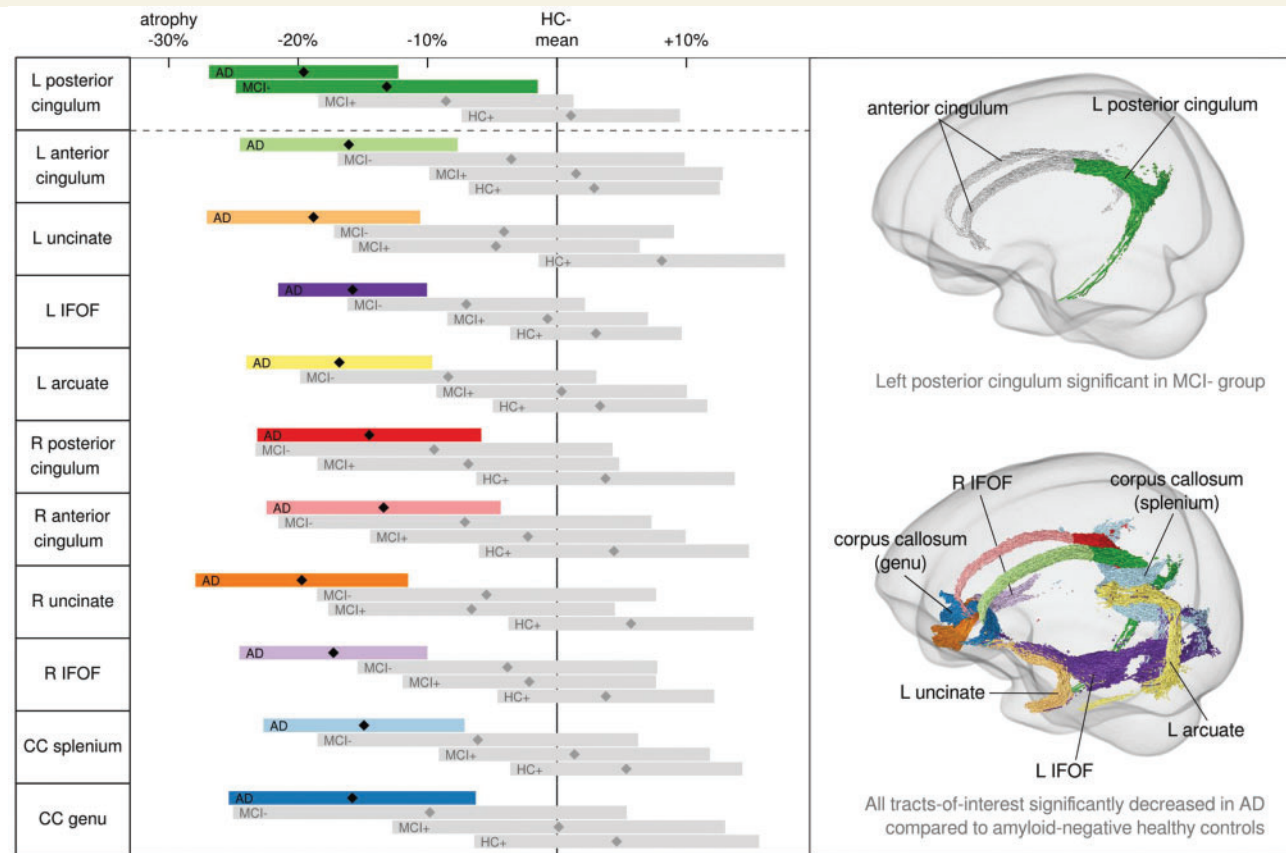 atrophy
-30% -20% -10% HC-
mean +10%
L posterior
cingulum
AD
MCI-
MCI+
HC+
L anterior
cingulum
AD
MCI-
MCI+
HC+
L uncinate
AD
MCI-
MCI+
HC+
L IFOF
AD
MCI-
MCI+
HC+
L arcuate
AD
MCI-
MCI+
HC+
R posterior
cingulum
AD
MCI-
MCI+
HC+
R anterior
cingulum
AD
MCI-
MCI+
HC+
R uncinate
AD
MCI-
MCI+
HC+
R IFOF
AD
MCI-
MCI+
HC+
CC splenium
AD
MCI-
MCI+
HC+
CC genu
AD
MCI-
MCI+
HC+
anterior cingulum
L posterior cingulum
Left posterior cingulum significant in MCI- group
R IFOF
corpus callosum
(splenium)
corpus callosum
(genu)
L uncinate
L arcuate
L IFOF
All tracts-of-interest significantly decreased in AD
compared to amyloid-negative healthy controls